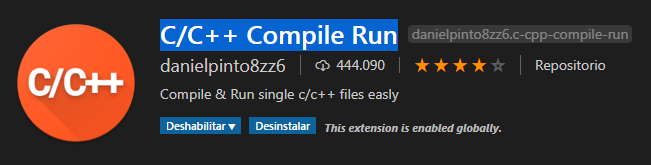 C/C++
C/C++ Compile Run danielpinto8zz6.c-cpp-compile-run
danielpinto8zz6 444.090 Repositorio
Compile & Run single c/c++ files easly
Deshabilitar Desinstalar This extension is enabled globally.